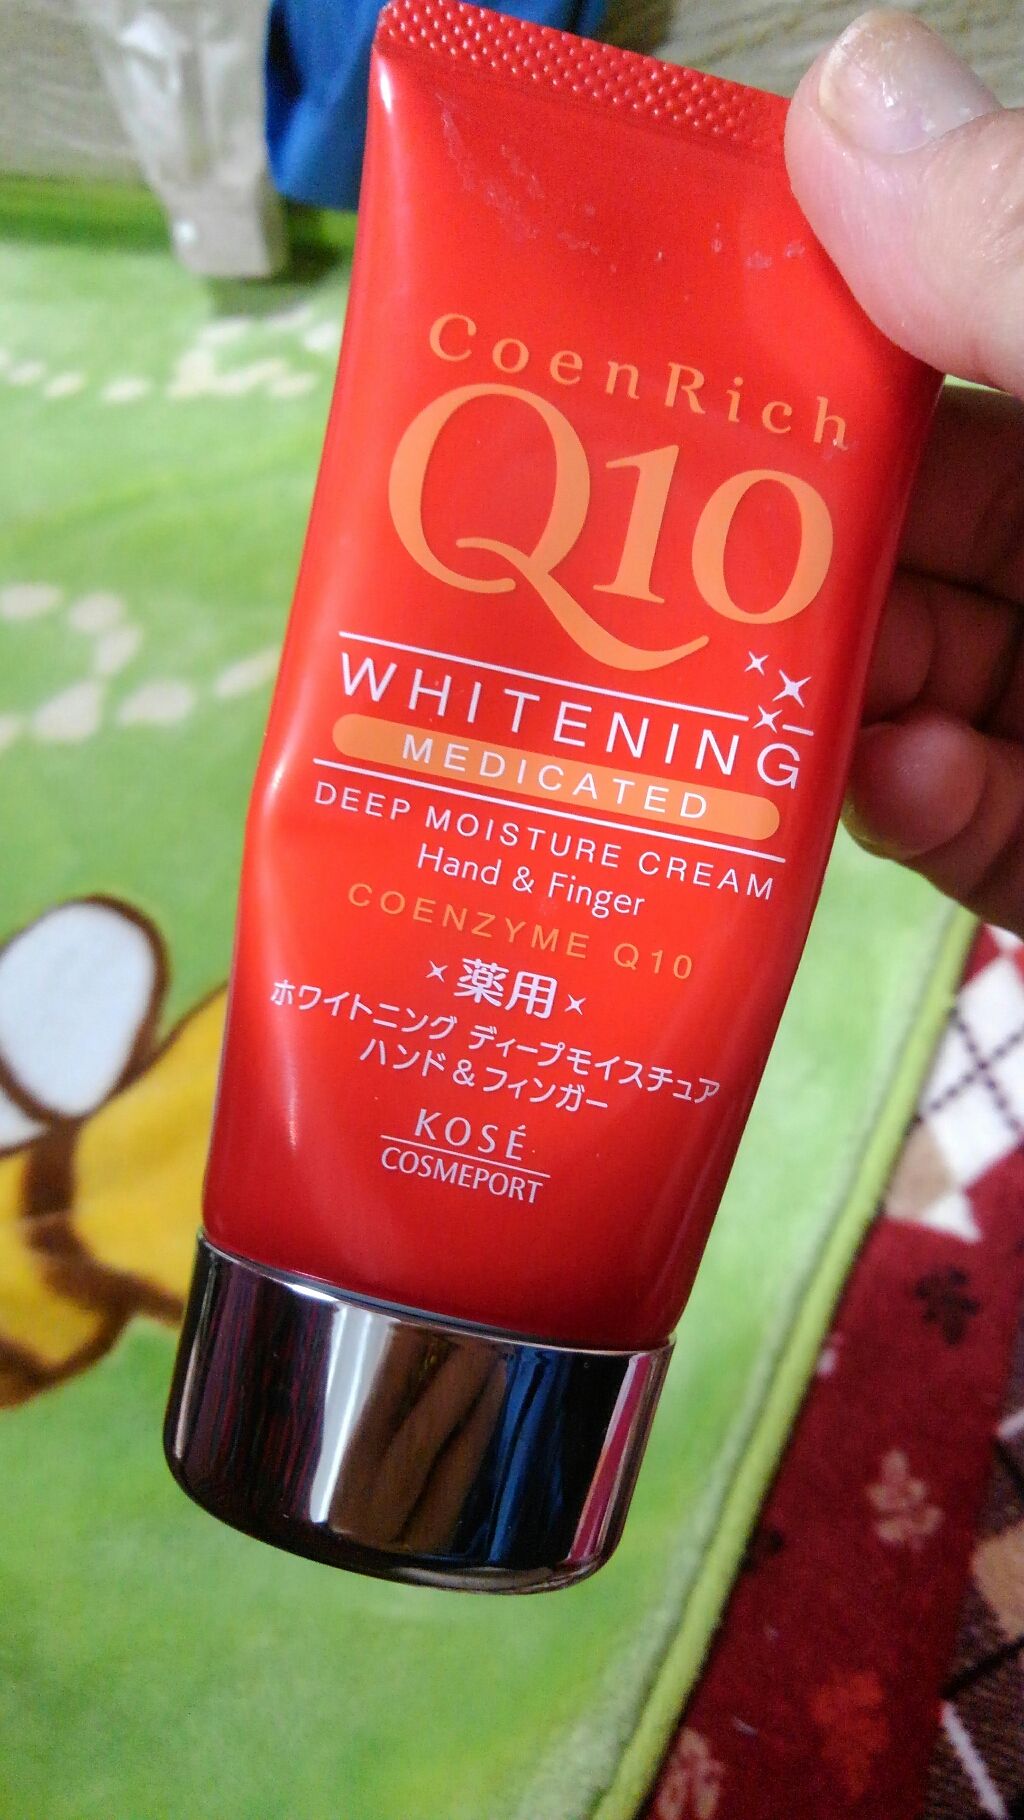 CoenRich
Q10
WHITENING
MEDICATED
DEEP MOISTURE CREAM
Hand & Finger
COENZYME Q10
薬用
ホワイトニング ディープモイスチュア
ハンド&フィンガー
KOSÉ
COSMEPORT